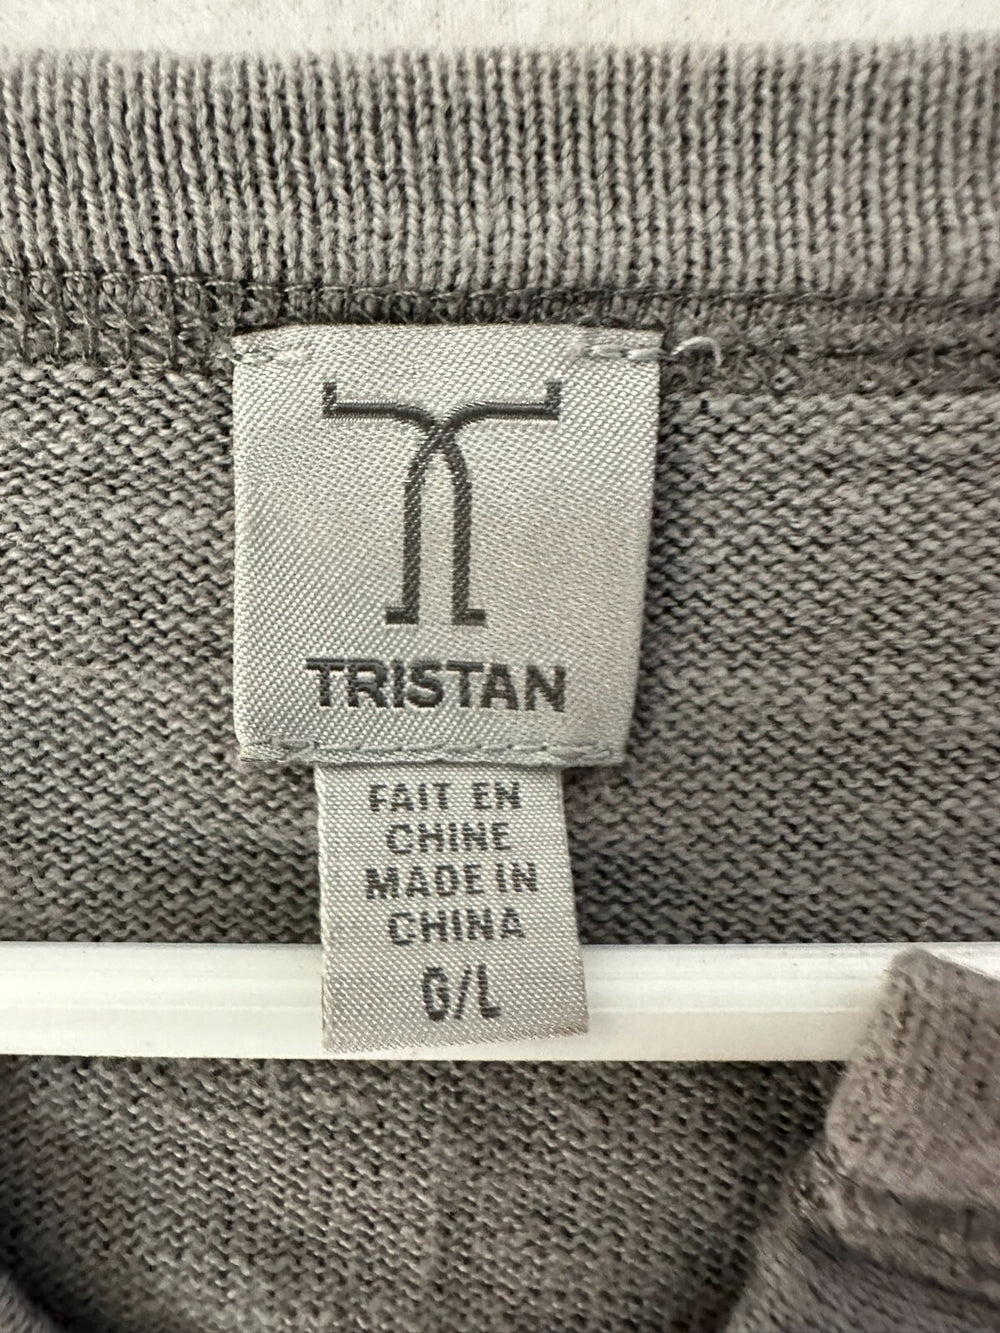 TRISTAN
FAIT EN
CHINE
MADE IN
CHINA
G/L